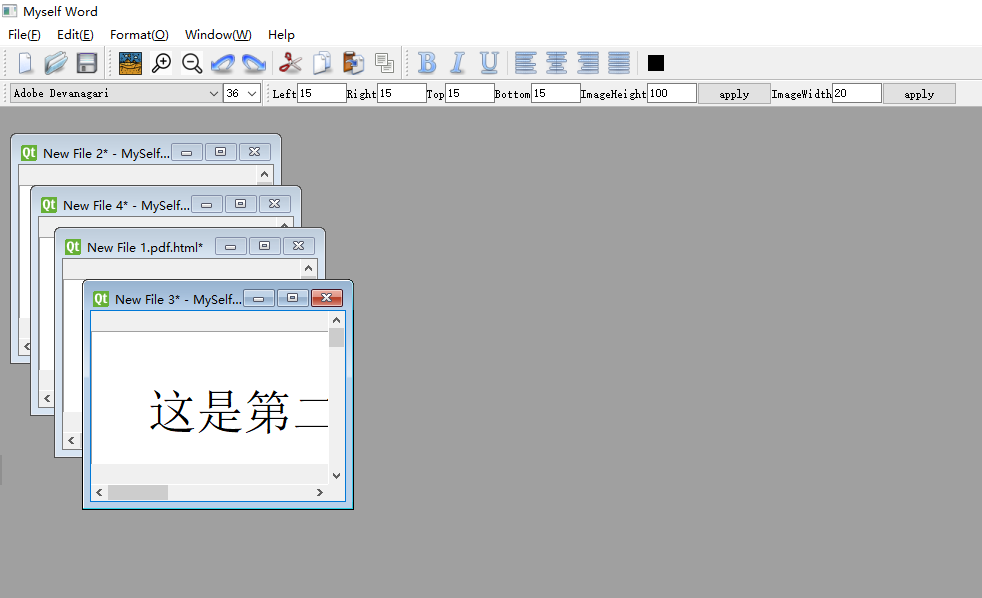 Myself Word
File(F) Edit(E) Format(O) Window(W) Help
B I U
Adobe Devanagari 36 Left 15 Right 15 Top 15 Bottom 15 ImageHeight 100 apply ImageWidth 20 apply
Qt New File 2* - MySelf...
Qt New File 4* - MySelf...
Qt New File 1.pdf.html*
Qt New File 3* - MySelf...
这是第二